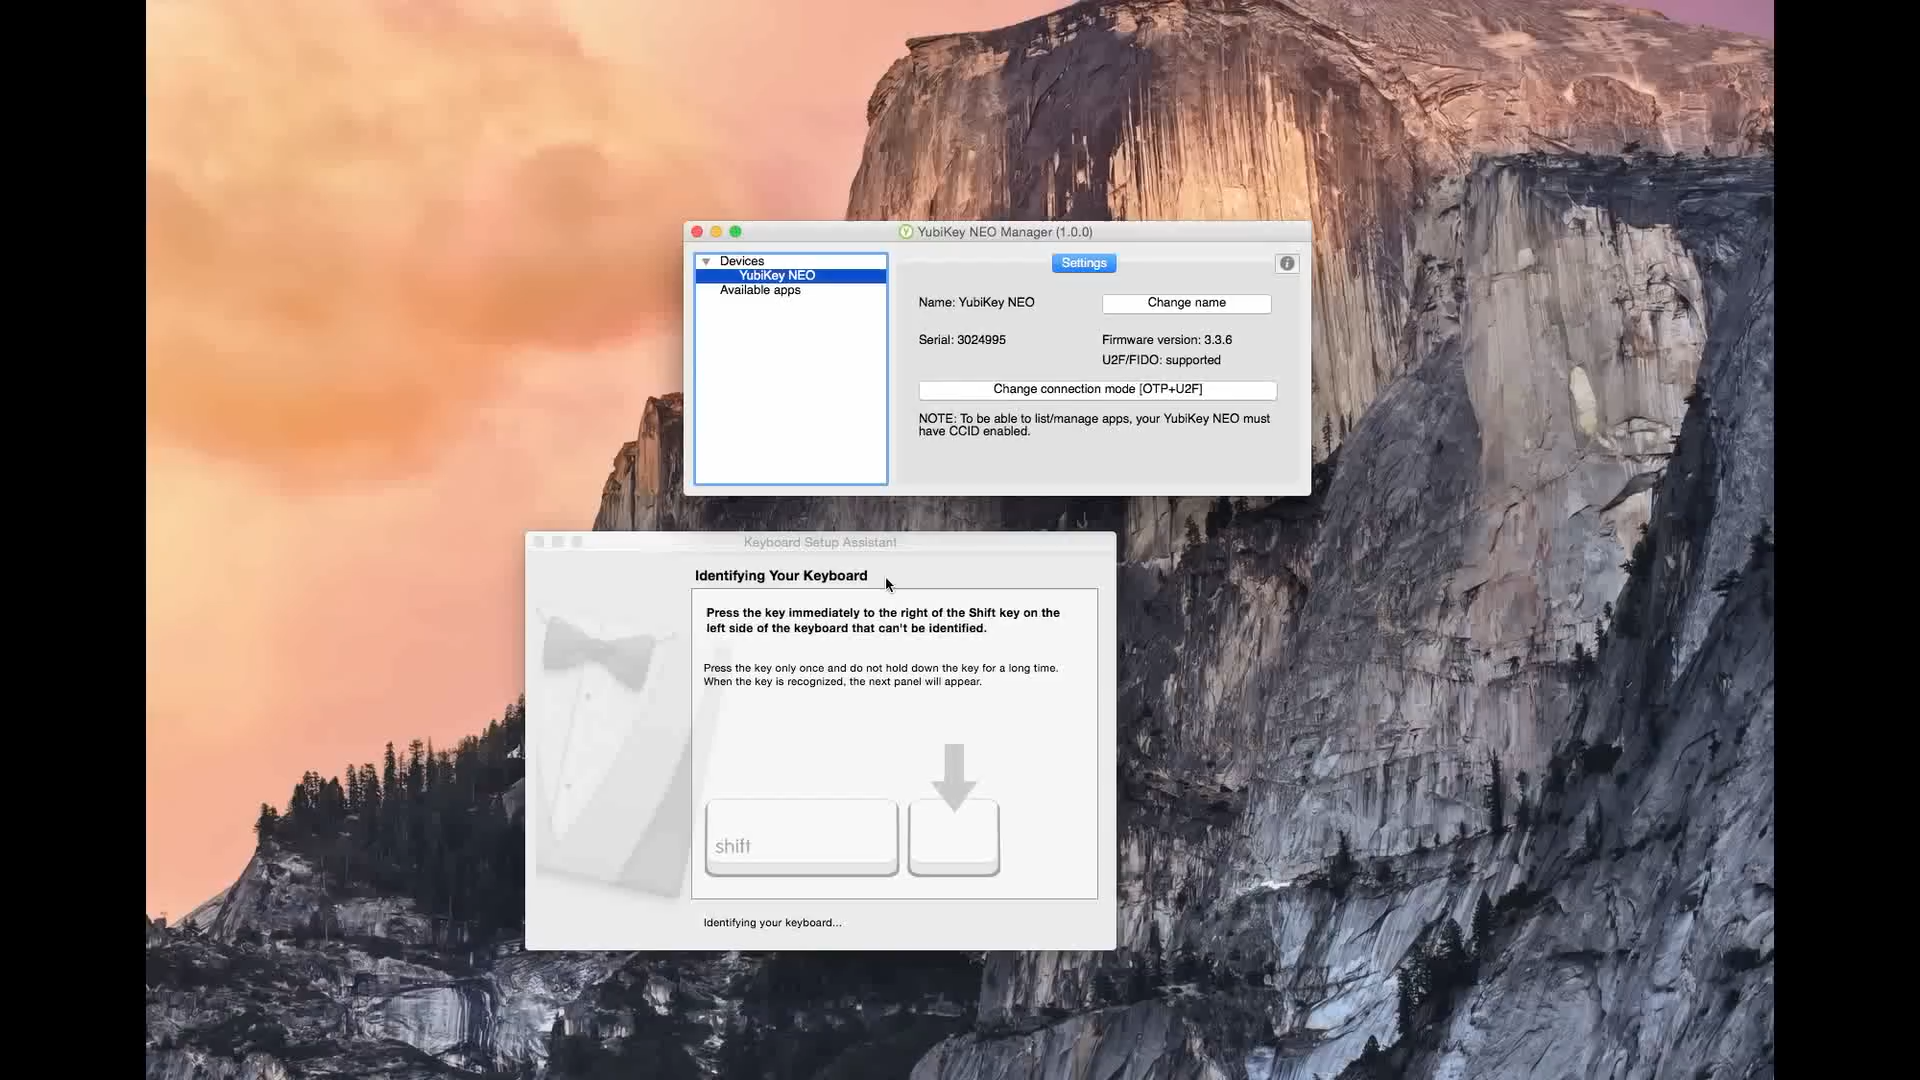 YubiKey NEO Manager (1.0.0)
Devices
YubiKey NEO
Available apps
Settings
Name: YubiKey NEO
Change name
Serial: 3024995
Firmware version: 3.3.6
U2F/FIDO: supported
Change connection mode [OTP+U2F]
NOTE: To be able to list/manage apps, your YubiKey NEO must
have CCID enabled.
Keyboard Setup Assistant
Identifying Your Keyboard
Press the key immediately to the right of the Shift key on the
left side of the keyboard that can't be identified.
Press the key only once and do not hold down the key for a long time.
When the key is recognized, the next panel will appear.
shift
Identifying your keyboard...